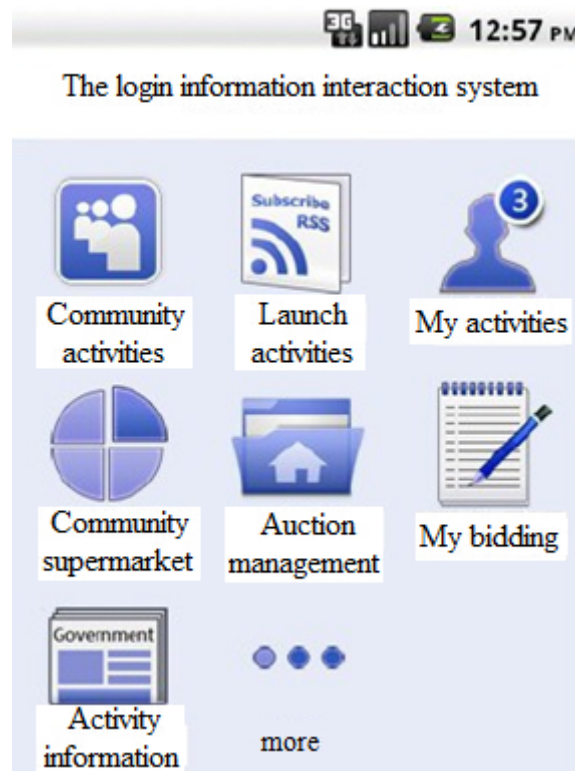 3G 12:57 PM
The login information interaction system
Subscribe
RSS
3
Community
activities
Launch
activities
My activities
Community
supermarket
Auction
management
My bidding
Government
Activity
information
more